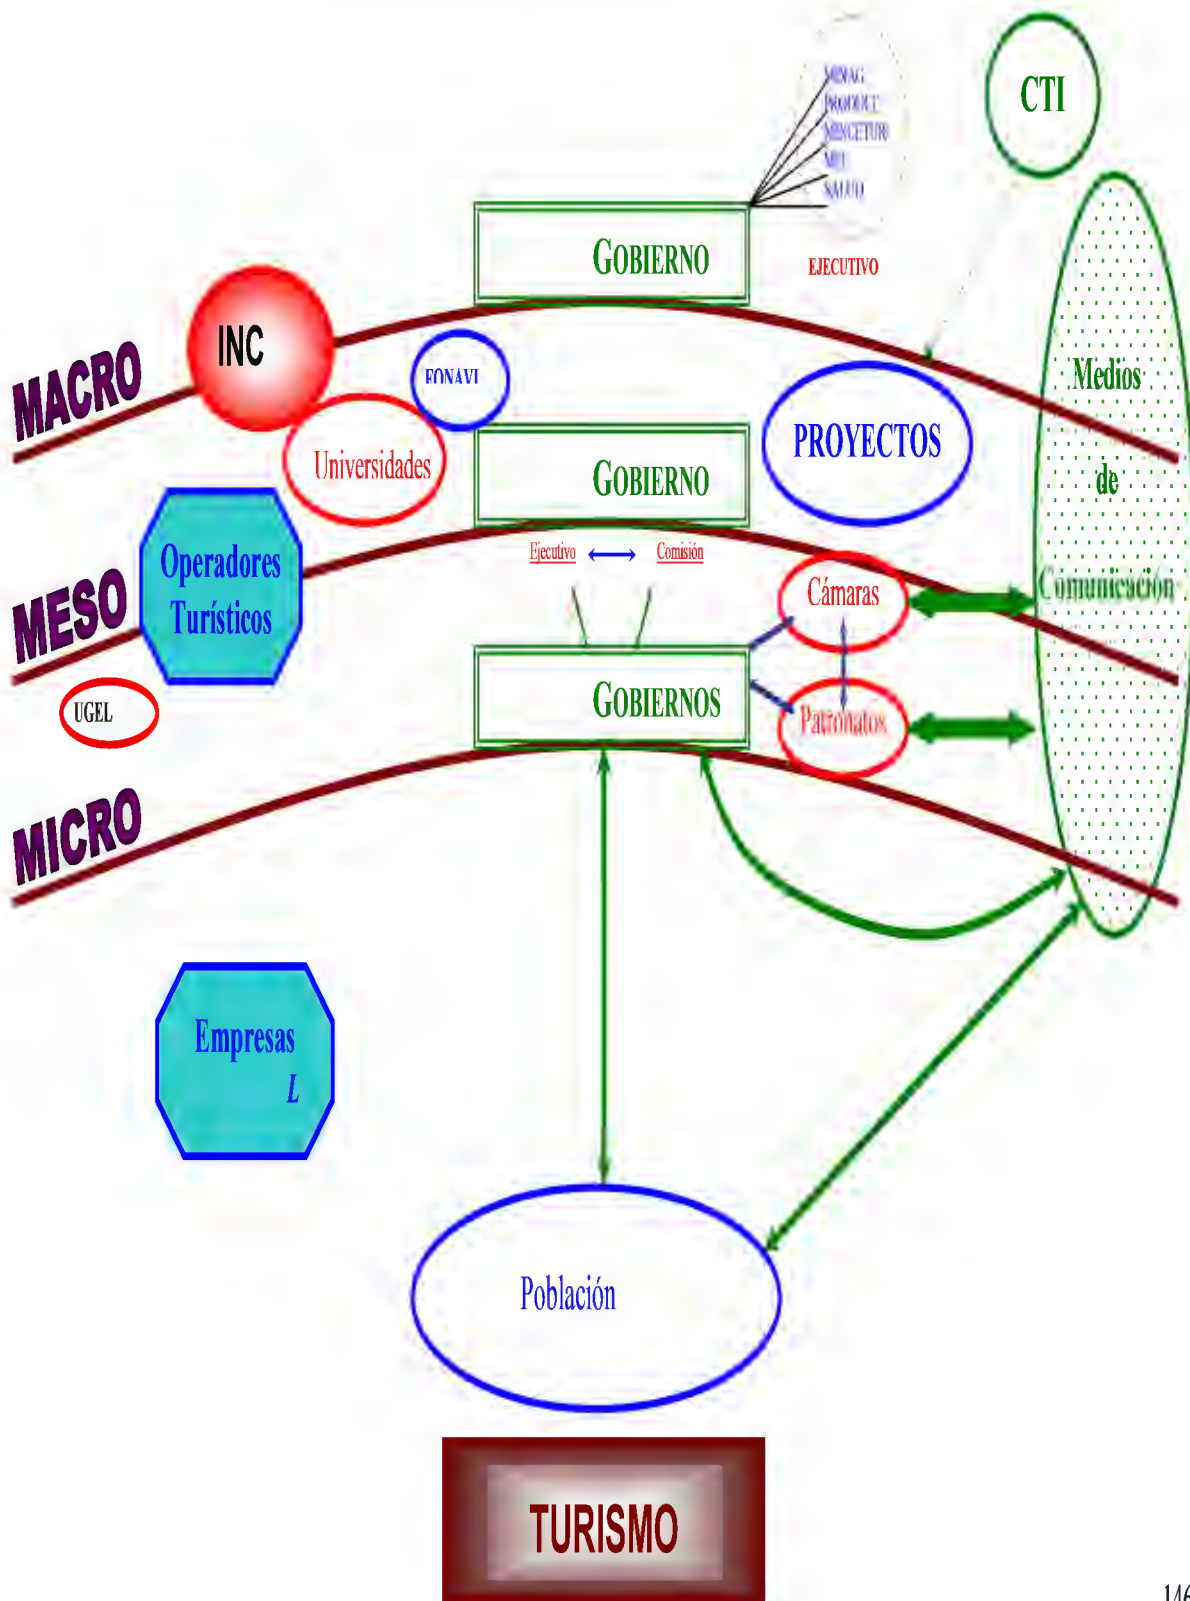 MINAG
PRODUCE
MINCETUR
SALUD
CTI
GOBIERNO
EJECUTIVO
INC
MACRO
FONAVI
Medios
de
Comunicación
Universidades
GOBIERNO
PROYECTOS
Operadores
Turísticos
MESO
Ejecutivo
Comisión
Cámaras
UGEL
GOBIERNOS
Patronatos
MICRO
Empresas
L
Población
TURISMO
146